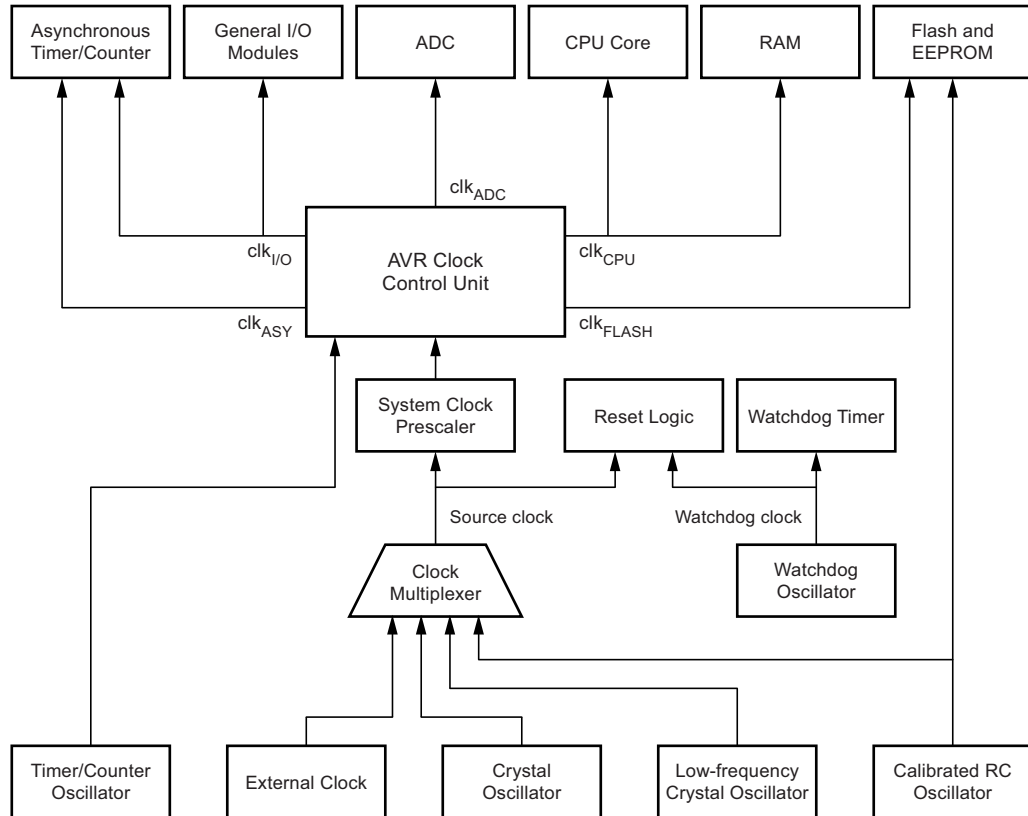 Asynchronous
Timer/Counter
General I/O
Modules
ADC
CPU Core
RAM
Flash and
EEPROM
clkADC
clkI/O
AVR Clock
Control Unit
clkCPU
clkASY
clkFLASH
System Clock
Prescaler
Reset Logic
Watchdog Timer
Source clock
Watchdog clock
Clock
Multiplexer
Watchdog
Oscillator
Timer/Counter
Oscillator
External Clock
Crystal
Oscillator
Low-frequency
Crystal Oscillator
Calibrated RC
Oscillator